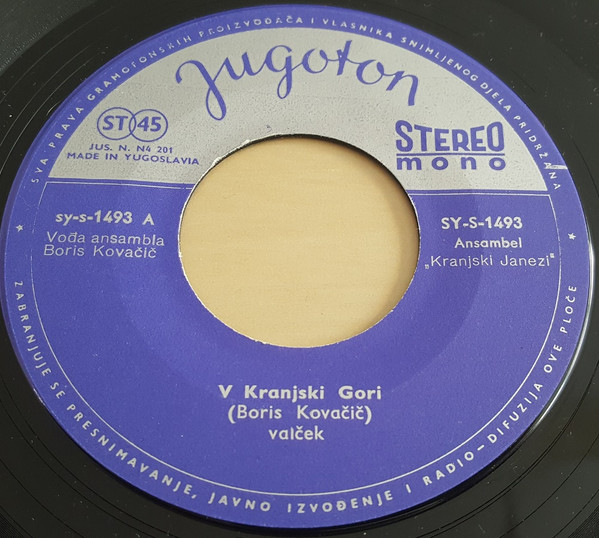 SVA PRAVA GRAMOFONSKIH PROIZVOĐAČA I VLASNIKA SNIMLJENOG DJELA PRIDRŽANA
Jugoton
ST 45
JUS. N. N4 201
MADE IN YUGOSLAVIA
STEREO
mono
sy-s-1493 A
Vođa ansambla
Boris Kovačič
SY-S-1493
Ansambel
„Kranjski Janezi"
V Kranjski Gori
(Boris Kovačič)
valček
ZABRANJUJE SE PRESNIMAVANJE, JAVNO IZVOĐENJE I RADIO-DIFUZIJA OVE PLOČE